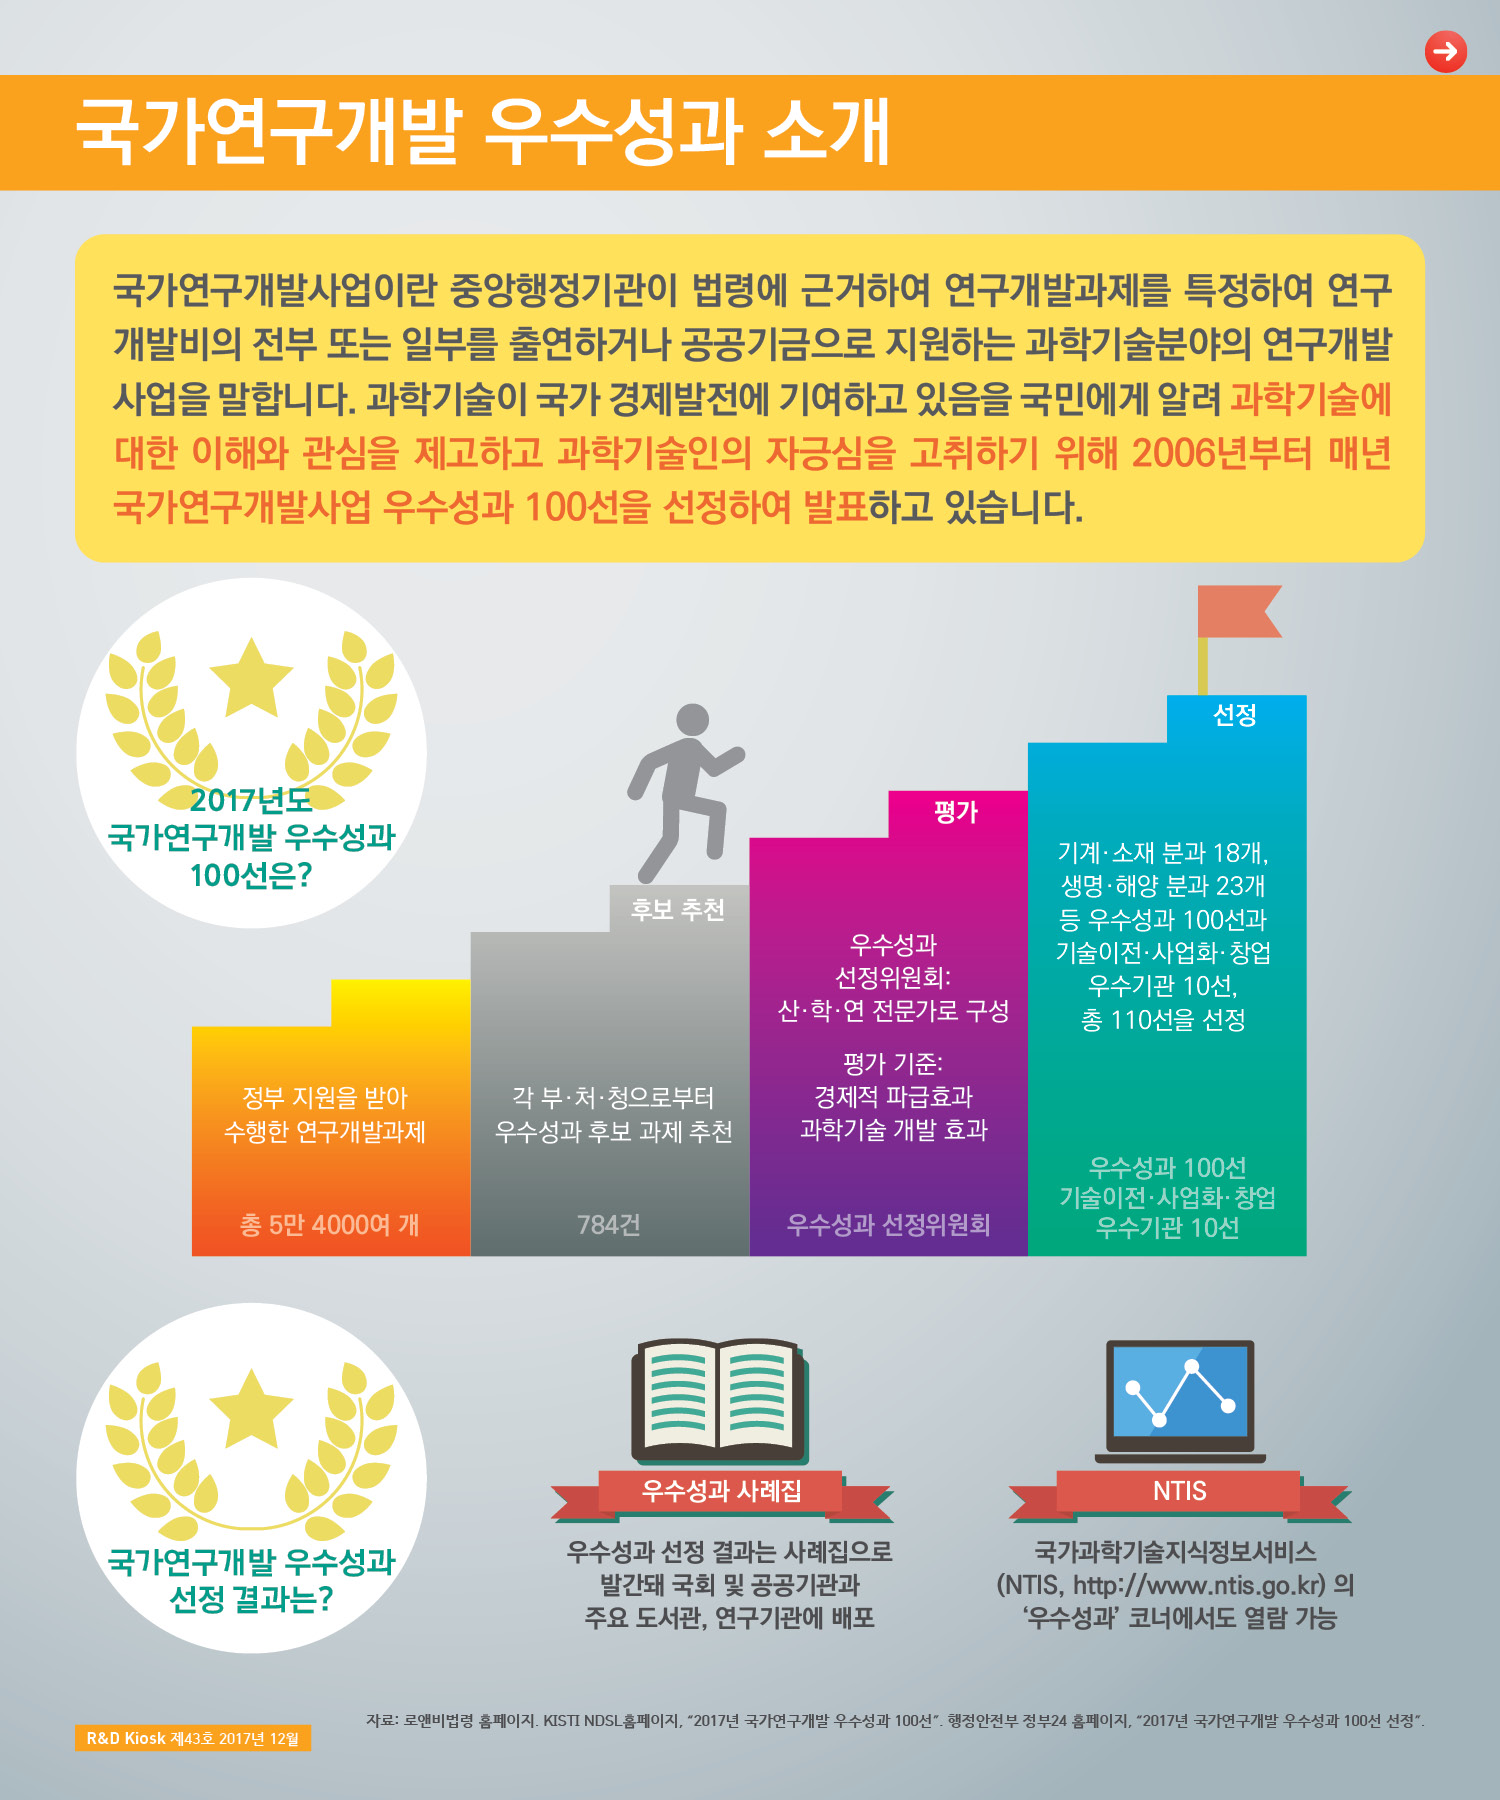 국가연구개발 우수성과 소개
국가연구개발사업이란 중앙행정기관이 법령에 근거하여 연구개발과제를 특정하여 연구
개발비의 전부 또는 일부를 출연하거나 공공기금으로 지원하는 과학기술분야의 연구개발
사업을 말합니다. 과학기술이 국가 경제발전에 기여하고 있음을 국민에게 알려 과학기술에
대한 이해와 관심을 제고하고 과학기술인의 자긍심을 고취하기 위해 2006년부터 매년
국가연구개발사업 우수성과 100선을 선정하여 발표하고 있습니다.
2017년도
국가연구개발 우수성과
100선은?
정부 지원을 받아
수행한 연구개발과제
총 5만 4000여 개
후보 추천
각 부·처·청으로부터
우수성과 후보 과제 추천
784건
평가
우수성과
선정위원회:
산·학·연 전문가로 구성
평가 기준:
경제적 파급효과
과학기술 개발 효과
우수성과 선정위원회
선정
기계·소재 분과 18개,
생명·해양 분과 23개
등 우수성과 100선과
기술이전·사업화·창업
우수기관 10선,
총 110선을 선정
우수성과 100선
기술이전·사업화·창업
우수기관 10선
국가연구개발 우수성과
선정 결과는?
우수성과 사례집
우수성과 선정 결과는 사례집으로
발간돼 국회 및 공공기관과
주요 도서관, 연구기관에 배포
NTIS
국가과학기술지식정보서비스
(NTIS, http://www.ntis.go.kr) 의
‘우수성과’ 코너에서도 열람 가능
자료: 로앤비법령 홈페이지. KISTI NDSL홈페이지, “2017년 국가연구개발 우수성과 100선”. 행정안전부 정부24 홈페이지, “2017년 국가연구개발 우수성과 100선 선정”.
R&D Kiosk 제43호 2017년 12월